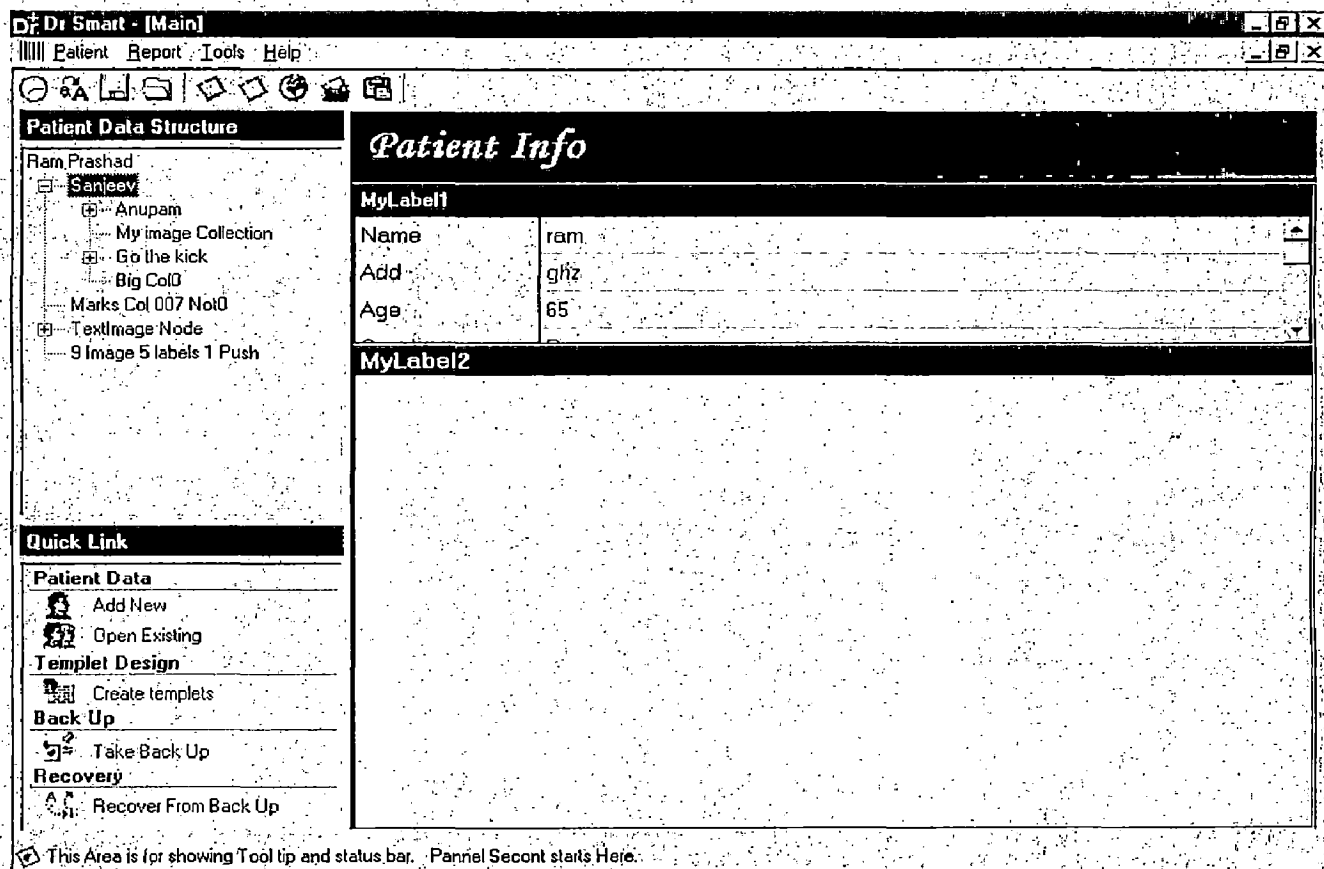 Dr Smart - [Main]
Patient Report Tools Help
Patient Data Structure
Ram Prashad
Sanjeev
Anupam
My image Collection
Go the kick
Big Col0
Marks Col 007 Not0
TextImage Node
9 Image 5 labels 1 Push
Quick Link
Patient Data
Add New
Open Existing
Templet Design
Create templets
Back Up
Take Back Up
Recovery
Recover From Back Up
Patient Info
MyLabel1
Name ram
Add ghz
Age 65
MyLabel2
This Area is for showing Tool tip and status bar. Pannel Secont starts Here.